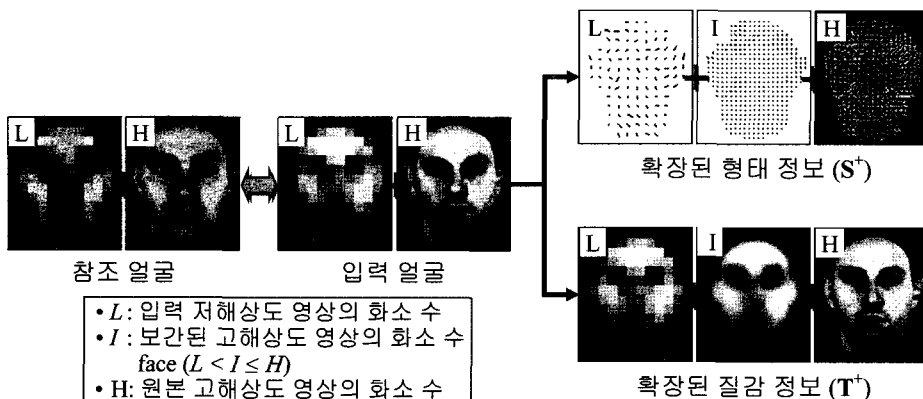 L I H
확장된 형태 정보 (S⁺)
L H L H
참조 얼굴 입력 얼굴
• L : 입력 저해상도 영상의 화소 수
• I : 보간된 고해상도 영상의 화소 수
face (L < I ≤ H)
• H: 원본 고해상도 영상의 화소 수
L I H
확장된 질감 정보 (T⁺)